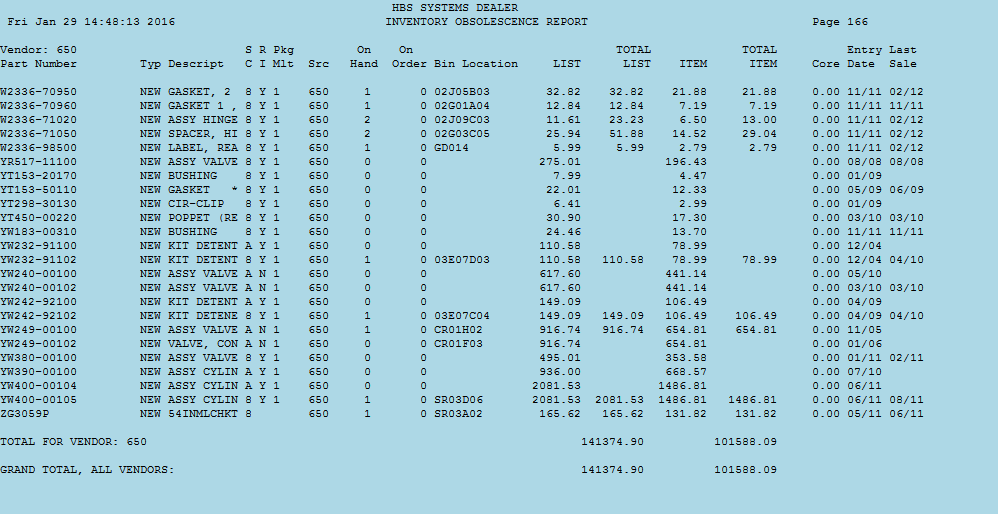 HBS SYSTEMS DEALER
Fri Jan 29 14:48:13 2016 INVENTORY OBSOLESCENCE REPORT Page 166
Vendor: 650 S R Pkg On On TOTAL TOTAL Entry Last
Part Number Typ Descript C I Mlt Src Hand Order Bin Location LIST LIST ITEM ITEM Core Date Sale
W2336-70950 NEW GASKET, 2 8 Y 1 650 1 0 02J05B03 32.82 32.82 21.88 21.88 0.00 11/11 02/12
W2336-70960 NEW GASKET 1 , 8 Y 1 650 1 0 02G01A04 12.84 12.84 7.19 7.19 0.00 11/11 02/12
W2336-71020 NEW ASSY HINGE 8 Y 1 650 2 0 02J09C03 11.61 23.23 6.50 13.00 0.00 11/11 02/12
W2336-71050 NEW SPACER, HI 8 Y 1 650 2 0 02G03C05 25.94 51.88 14.52 29.04 0.00 11/11 02/12
W2336-98500 NEW LABEL, REA 8 Y 1 650 1 0 GD014 5.99 5.99 2.79 2.79 0.00 11/11 02/12
YR517-11100 NEW ASSY VALVE 8 Y 1 650 0 0 275.01 196.43 0.00 08/08 08/08
YT153-20170 NEW BUSHING 8 Y 1 650 0 0 7.99 4.47 0.00 01/09
YT153-50110 NEW GASKET * 8 Y 1 650 0 0 22.01 12.33 0.00 05/09 06/09
YT298-30130 NEW CIR-CLIP 8 Y 1 650 0 0 6.41 2.99 0.00 01/09
YT450-00220 NEW POPPET (RE 8 Y 1 650 0 0 30.90 17.30 0.00 03/10 03/10
YW183-00310 NEW BUSHING 8 Y 1 650 0 0 24.46 13.70 0.00 11/11 11/11
YW232-91100 NEW KIT DETENT A Y 1 650 0 0 110.58 78.99 0.00 12/04
YW232-91102 NEW KIT DETENT 8 Y 1 650 1 0 03E07D03 110.58 110.58 78.99 78.99 0.00 12/04 04/10
YW240-00100 NEW ASSY VALVE A N 1 650 0 0 617.60 441.14 0.00 05/10
YW240-00102 NEW ASSY VALVE A N 1 650 0 0 617.60 441.14 0.00 03/10 03/10
YW242-92100 NEW KIT DETENT A Y 1 650 0 0 149.09 106.49 0.00 04/09
YW242-92102 NEW KIT DETENE 8 Y 1 650 1 0 03E07C04 149.09 149.09 106.49 106.49 0.00 04/09 04/10
YW249-00100 NEW ASSY VALVE A N 1 650 1 0 CR01H02 916.74 916.74 654.81 654.81 0.00 11/05
YW249-00102 NEW VALVE, CON A N 1 650 0 0 CR01F03 916.74 654.81 0.00 01/06
YW380-00100 NEW ASSY VALVE 8 Y 1 650 0 0 495.01 353.58 0.00 01/11 02/11
YW390-00100 NEW ASSY CYLIN A Y 1 650 0 0 936.00 668.57 0.00 07/10
YW400-00104 NEW ASSY CYLIN A Y 1 650 0 0 2081.53 1486.81 0.00 06/11
YW400-00105 NEW ASSY CYLIN 8 Y 1 650 1 0 SR03D06 2081.53 2081.53 1486.81 1486.81 0.00 06/11 08/11
ZG3059P NEW 54INMLCHKT 8 650 1 0 SR03A02 165.62 165.62 131.82 131.82 0.00 05/11 06/11
TOTAL FOR VENDOR: 650 141374.90 101588.09
GRAND TOTAL, ALL VENDORS: 141374.90 101588.09